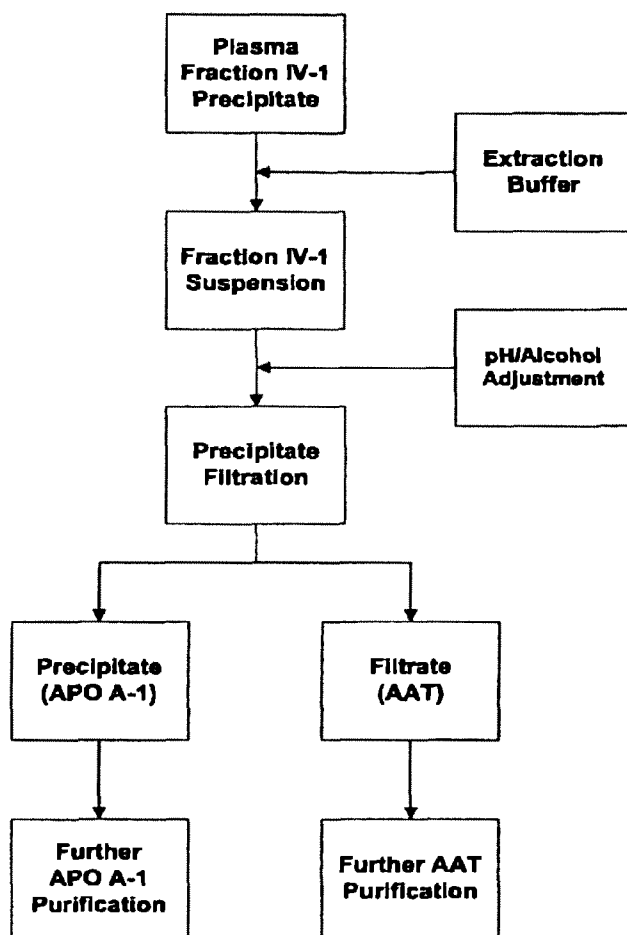 Plasma
Fraction IV-1
Precipitate
Extraction
Buffer
Fraction IV-1
Suspension
pH/Alcohol
Adjustment
Precipitate
Filtration
Precipitate
(APO A-1)
Filtrate
(AAT)
Further
APO A-1
Purification
Further AAT
Purification